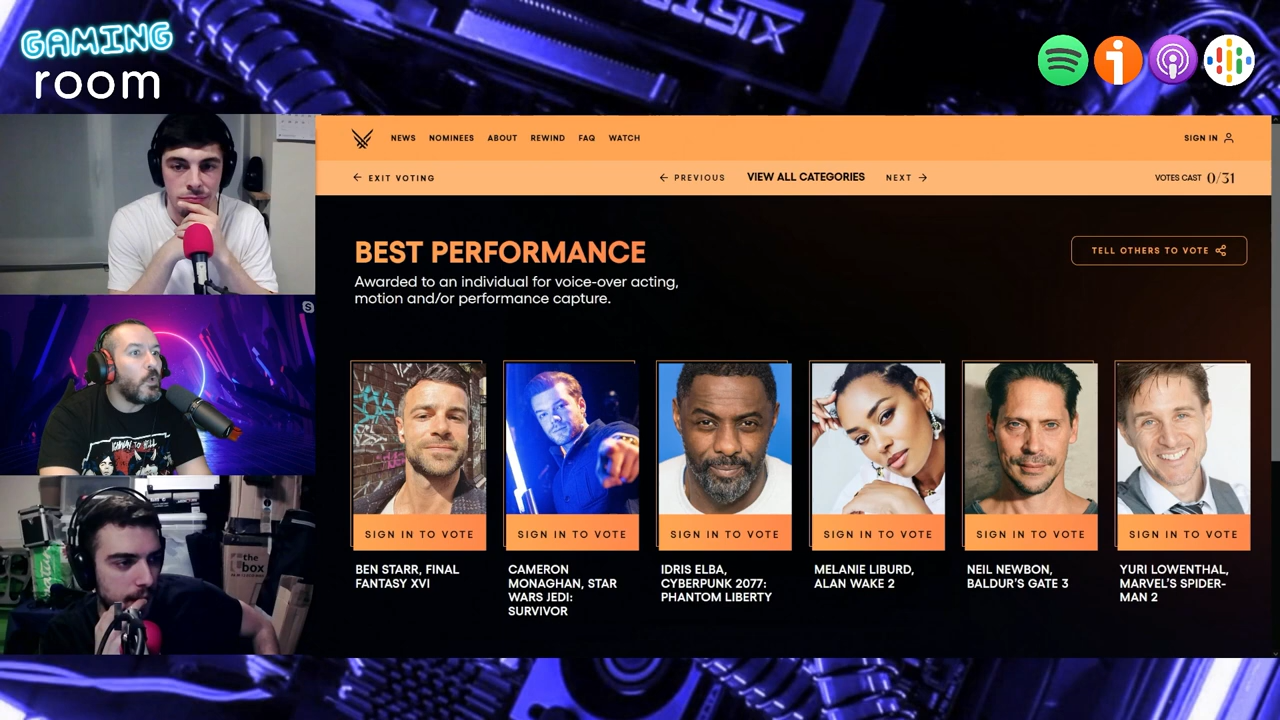 GAMING
room
NEWS NOMINEES ABOUT REWIND FAQ WATCH
SIGN IN
← EXIT VOTING
← PREVIOUS VIEW ALL CATEGORIES NEXT →
VOTES CAST 0/31
BEST PERFORMANCE
Awarded to an individual for voice-over acting,
motion and/or performance capture.
TELL OTHERS TO VOTE
SIGN IN TO VOTE
SIGN IN TO VOTE
SIGN IN TO VOTE
SIGN IN TO VOTE
SIGN IN TO VOTE
SIGN IN TO VOTE
BEN STARR, FINAL
FANTASY XVI
CAMERON
MONAGHAN, STAR
WARS JEDI:
SURVIVOR
IDRIS ELBA,
CYBERPUNK 2077:
PHANTOM LIBERTY
MELANIE LIBURD,
ALAN WAKE 2
NEIL NEWBON,
BALDUR'S GATE 3
YURI LOWENTHAL,
MARVEL'S SPIDER-
MAN 2
the
box